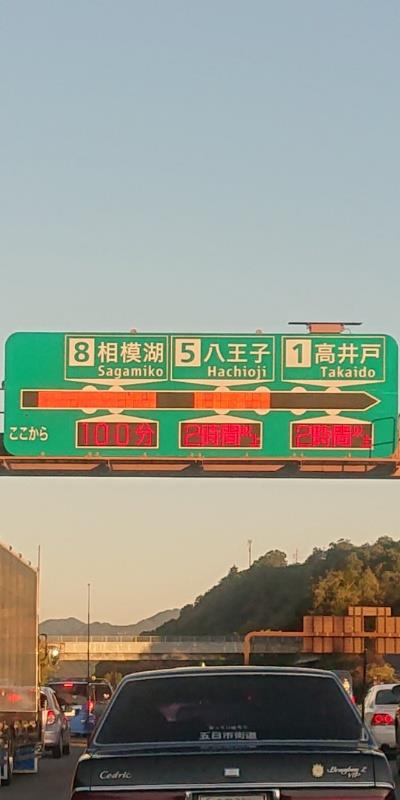 8 相模湖
Sagamiko
5 八王子
Hachioji
1 高井戸
Takaido
ここから
100分
2時間以上
2時間以上
五日市街道
Cedric
Brougham
VIP